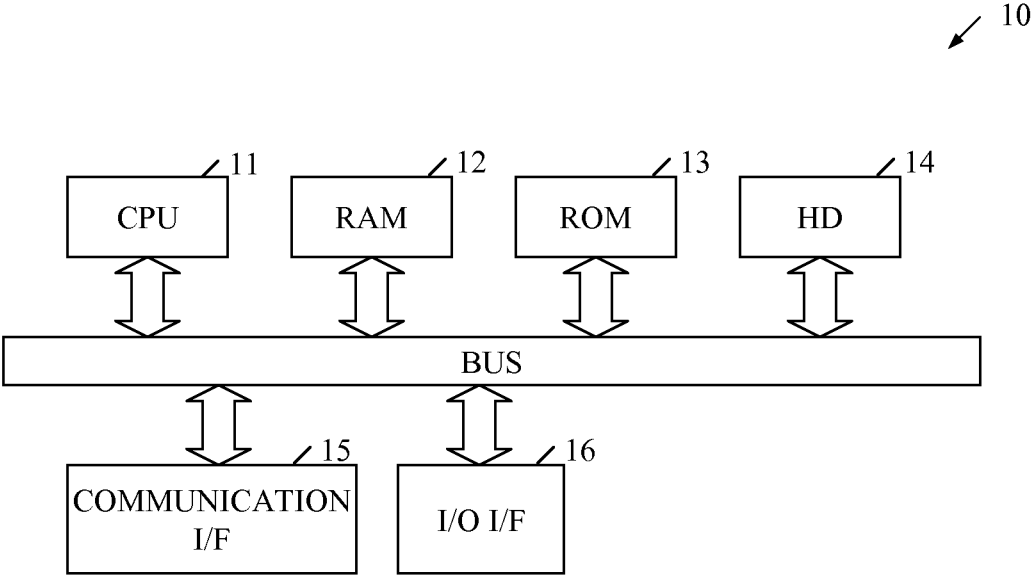 10
11
12
13
14
CPU
RAM
ROM
HD
BUS
15
16
COMMUNICATION
I/F
I/O I/F